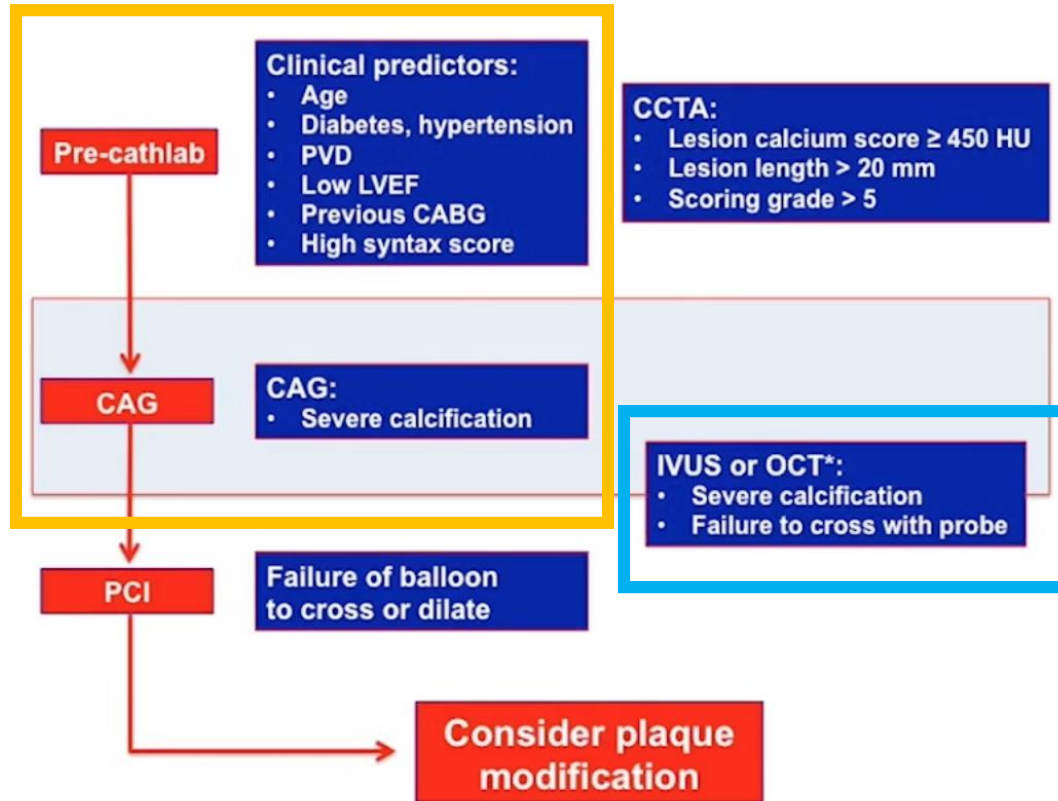 Pre-cathlab
Clinical predictors:
• Age
• Diabetes, hypertension
• PVD
• Low LVEF
• Previous CABG
• High syntax score
CCTA:
• Lesion calcium score ≥ 450 HU
• Lesion length > 20 mm
• Scoring grade > 5
CAG
CAG:
• Severe calcification
IVUS or OCT*:
• Severe calcification
• Failure to cross with probe
PCI
Failure of balloon
to cross or dilate
Consider plaque
modification